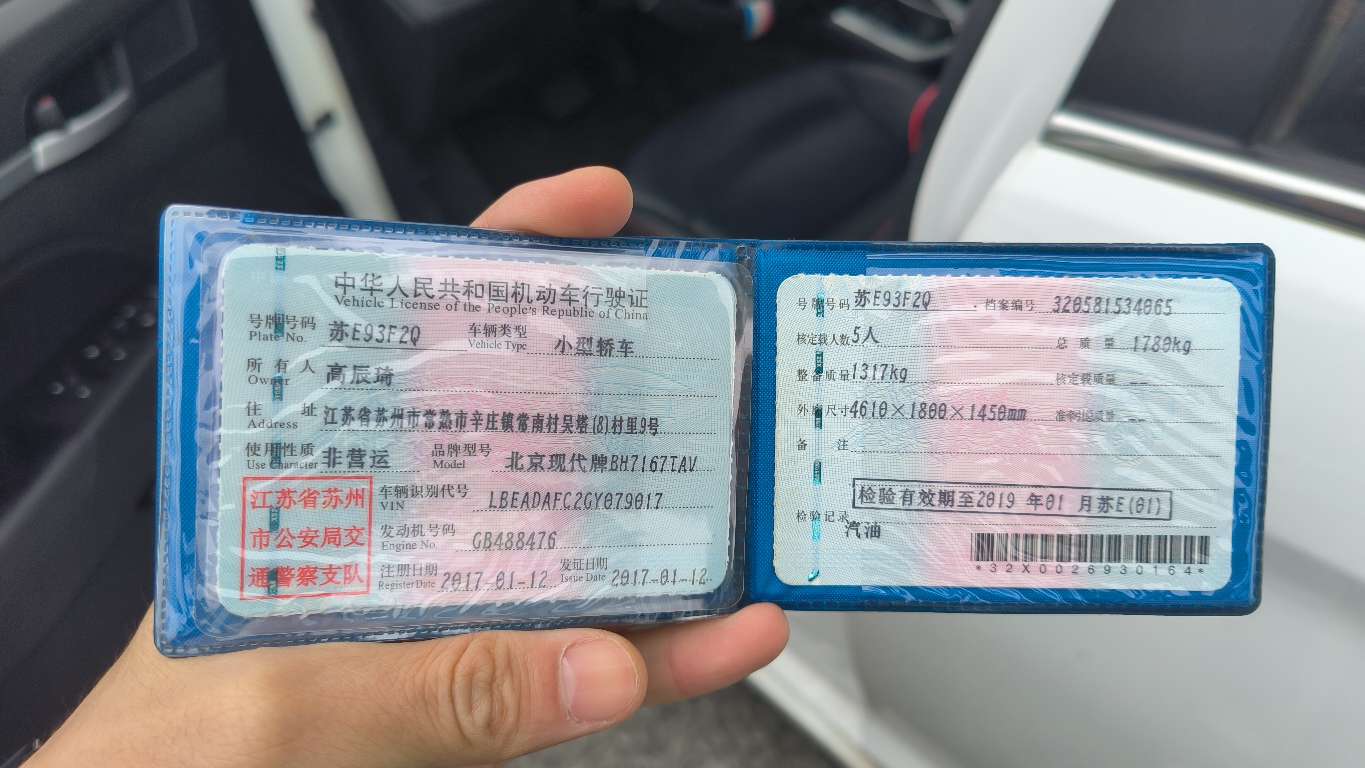 中华人民共和国机动车行驶证
Vehicle License of the People's Republic of China
号牌号码 苏E93F2Q 车辆类型 小型轿车
Plate No. Vehicle Type
所有人 高辰琦
Owner
住址 江苏省苏州市常熟市辛庄镇常南村吴塔(8)村里9号
Address
使用性质 非营运 品牌型号 北京现代牌BH7167TAV
Use Character Model
江苏省苏州
市公安局交
通警察支队
车辆识别代号 LBEADAFC2GY079017
VIN
发动机号码 GB488476
Engine No.
注册日期 2017-01-12 发证日期 2017-01-12
Register Date Issue Date
号牌号码 苏E93F2Q 档案编号 320581534065
核定载人数 5人 总质量 1780kg
整备质量 1317kg 核定载质量 --
外廓尺寸 4610×1800×1450mm 准牵引总质量 --
备注
检验有效期至2019 年01 月苏E(01)
检验记录
汽油
*32X0026930164*